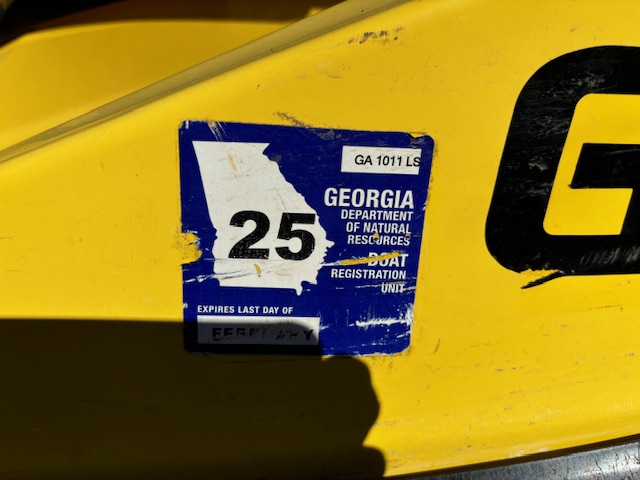 GA 1011 LS
GEORGIA
DEPARTMENT
OF NATURAL
RESOURCES
25
BOAT
REGISTRATION
UNIT
EXPIRES LAST DAY OF
G